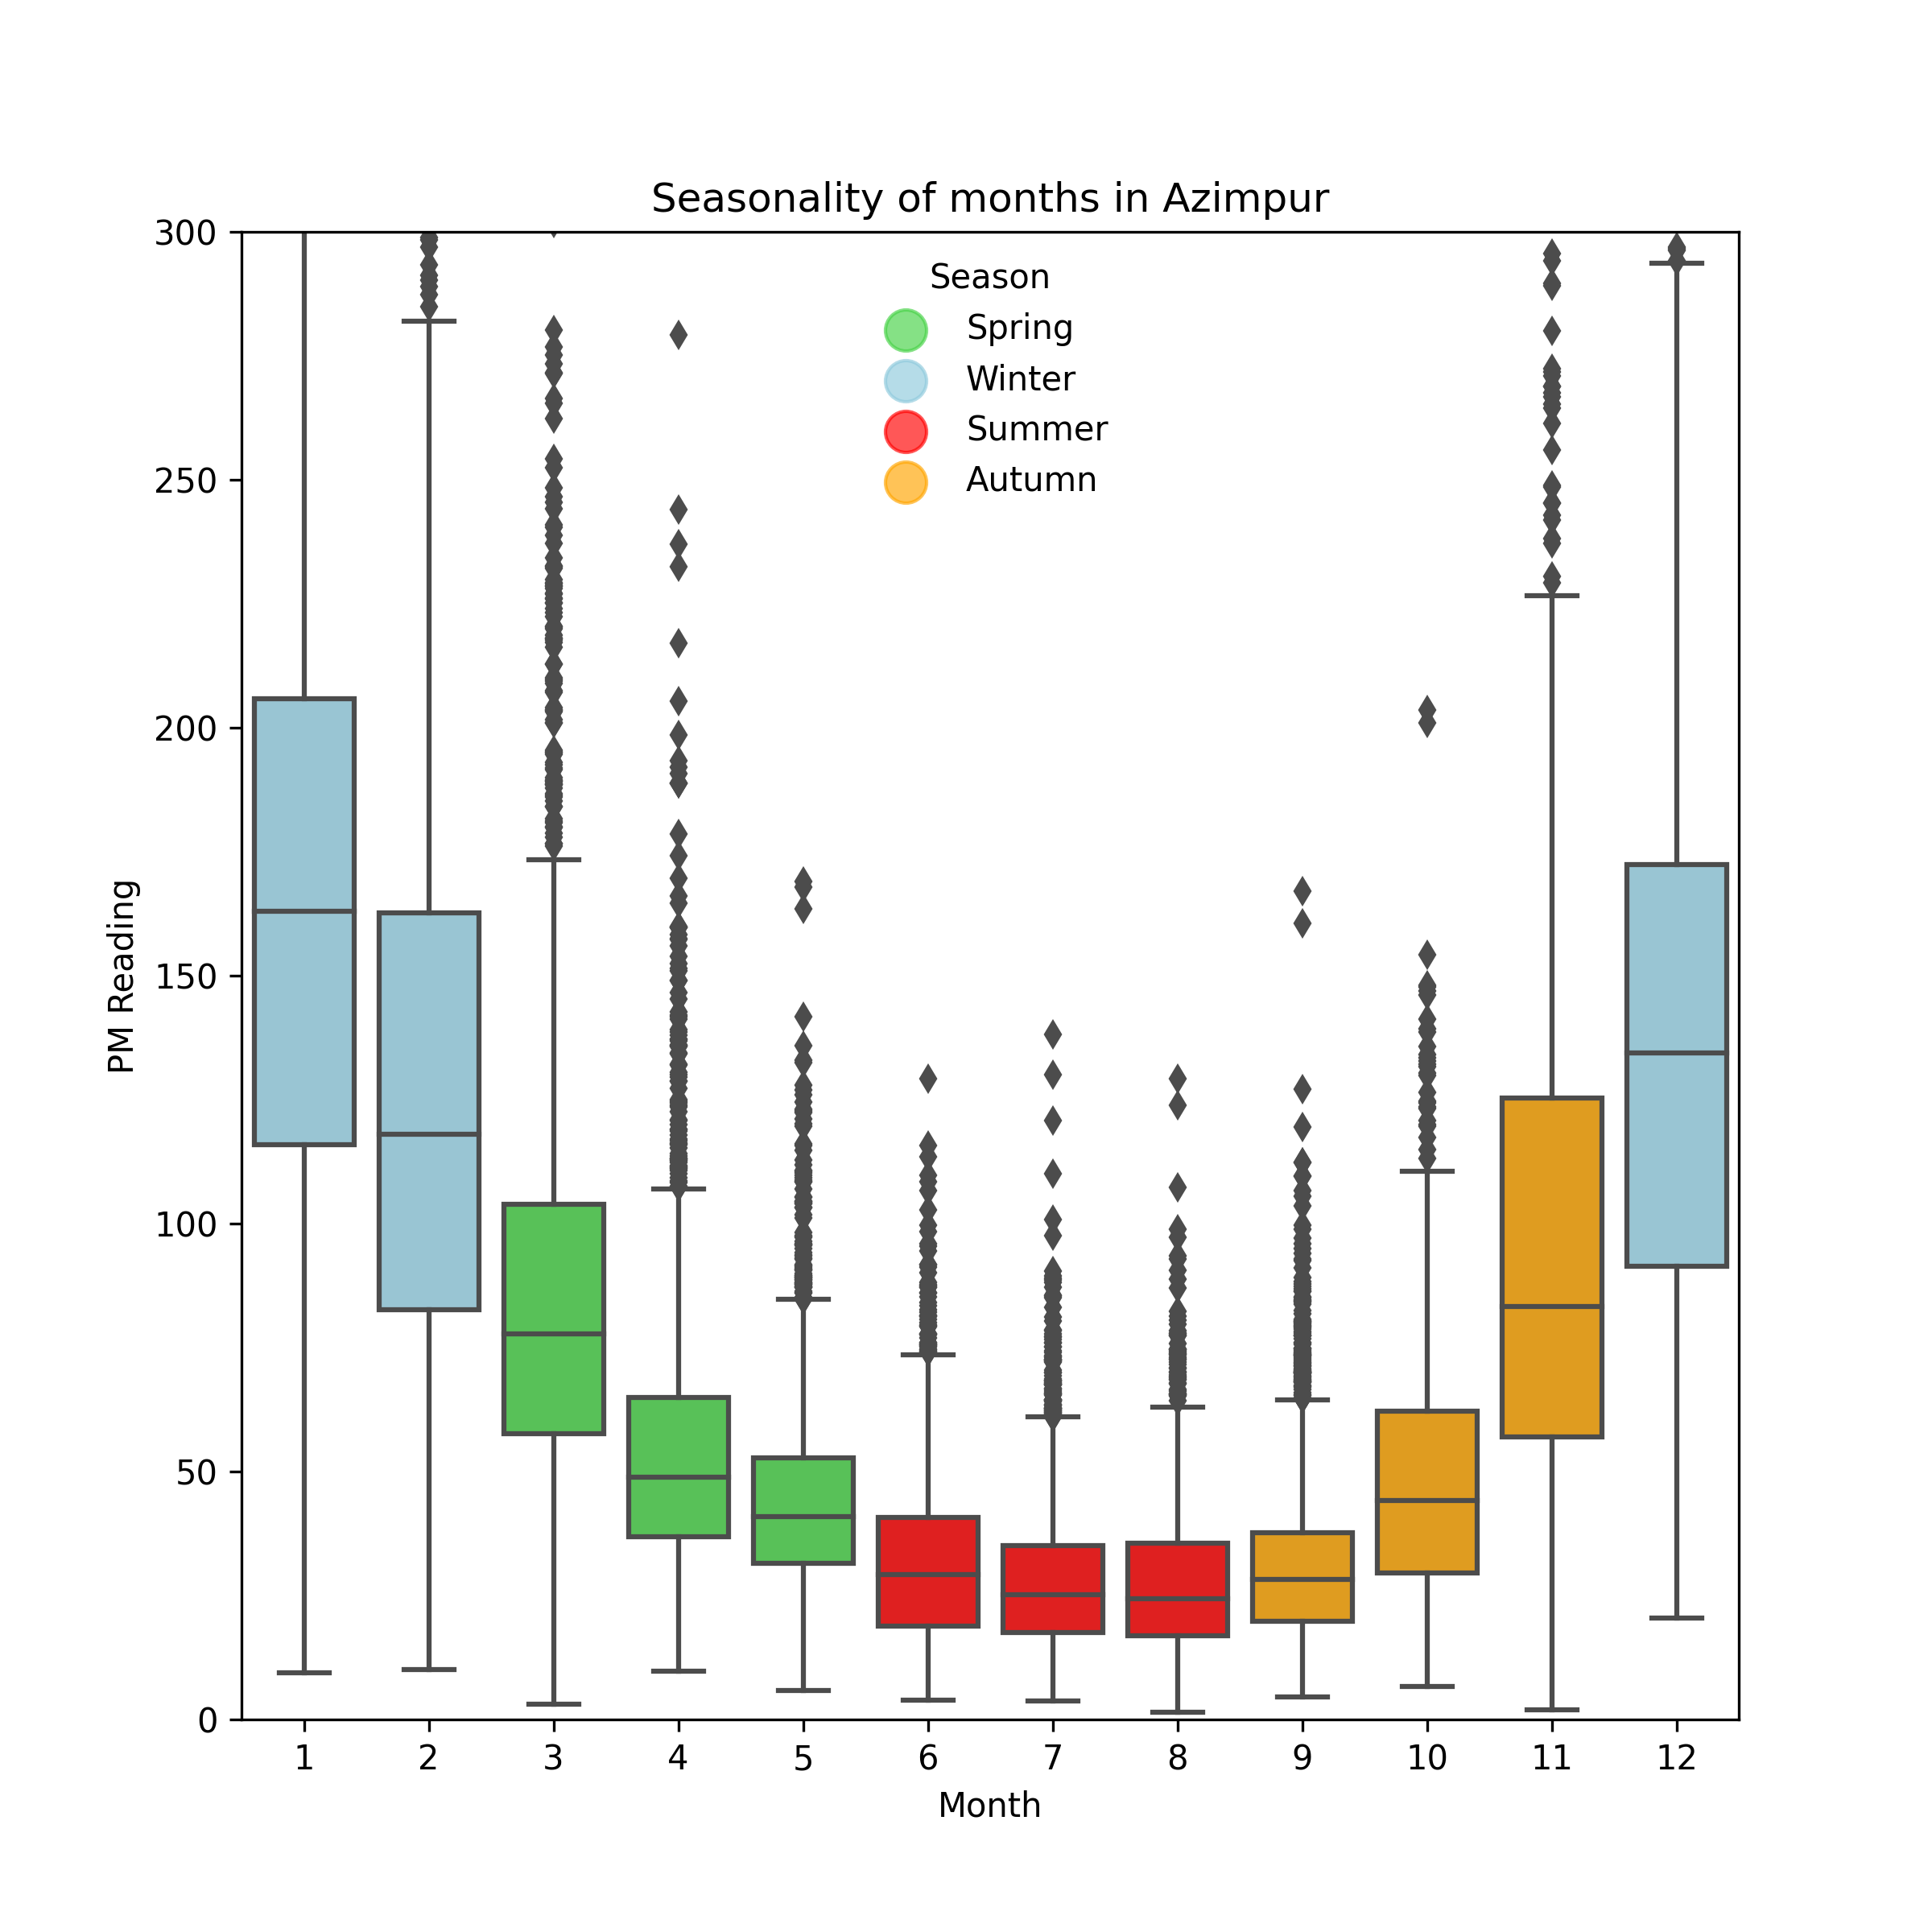 Seasonality of months in Azimpur
Season
Spring
Winter
Summer
Autumn
PM Reading
300
250
200
150
100
50
0
1 2 3 4 5 6 7 8 9 10 11 12
Month